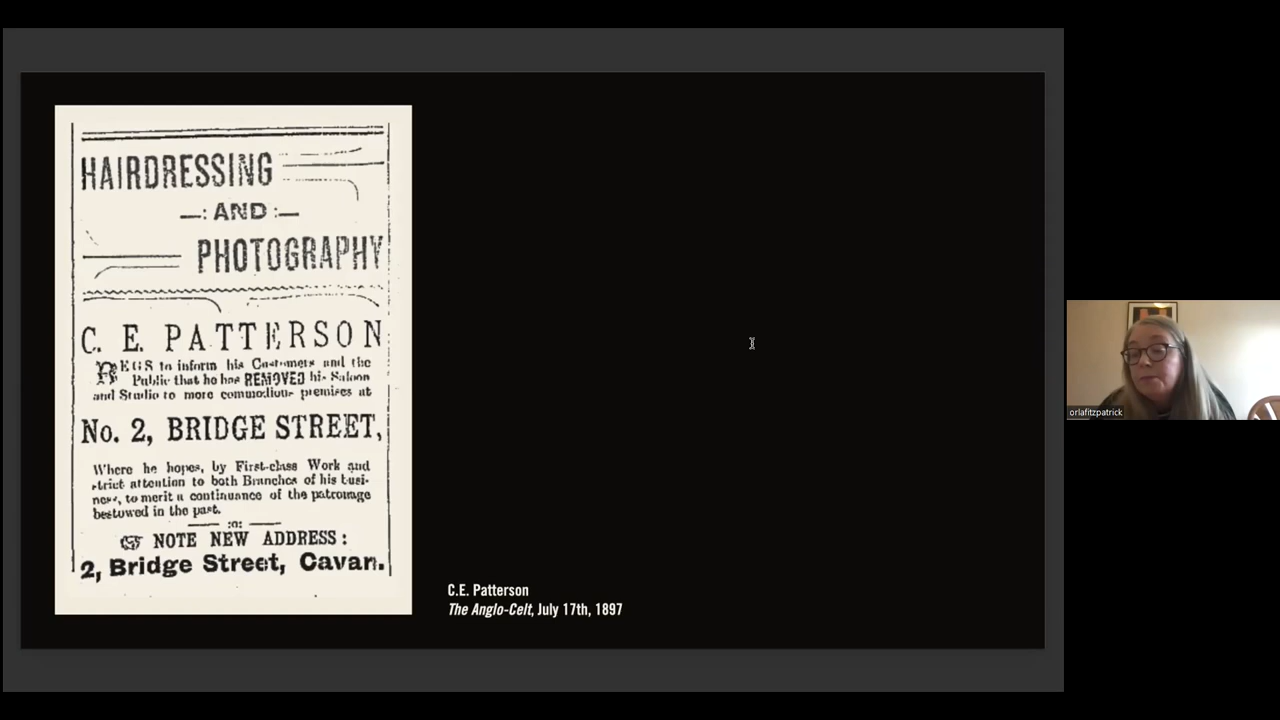 HAIRDRESSING
—: AND :—
PHOTOGRAPHY
C. E. PATTERSON
BEGS to inform his Customers and the
Public that he has REMOVED his Saloon
and Studio to more commodious premises at
No. 2, BRIDGE STREET,
Where he hopes, by First-class Work and
strict attention to both Branches of his busi-
ness, to merit a continuance of the patronage
bestowed in the past.
—— :o: ——
☞ NOTE NEW ADDRESS:
2, Bridge Street, Cavan.
C.E. Patterson
The Anglo-Celt, July 17th, 1897
orlafitzpatrick